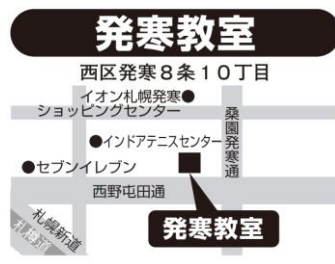 発寒教室
西区発寒８条１０丁目
イオン札幌発寒●
ショッピングセンター
桑園発寒通
●インドアテニスセンター
●セブンイレブン
西野屯田通
札幌新道
札樽道
発寒教室